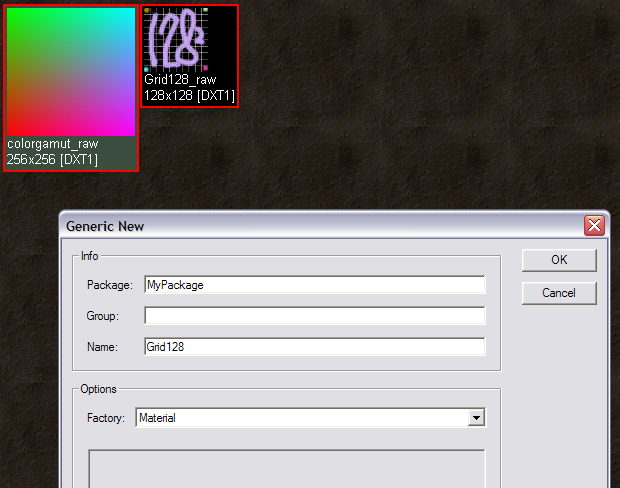 128
Grid128_raw
128x128 [DXT1]
colorgamut_raw
256x256 [DXT1]
Generic New
Info
Package: MyPackage
Group:
Name: Grid128
OK
Cancel
Options
Factory: Material